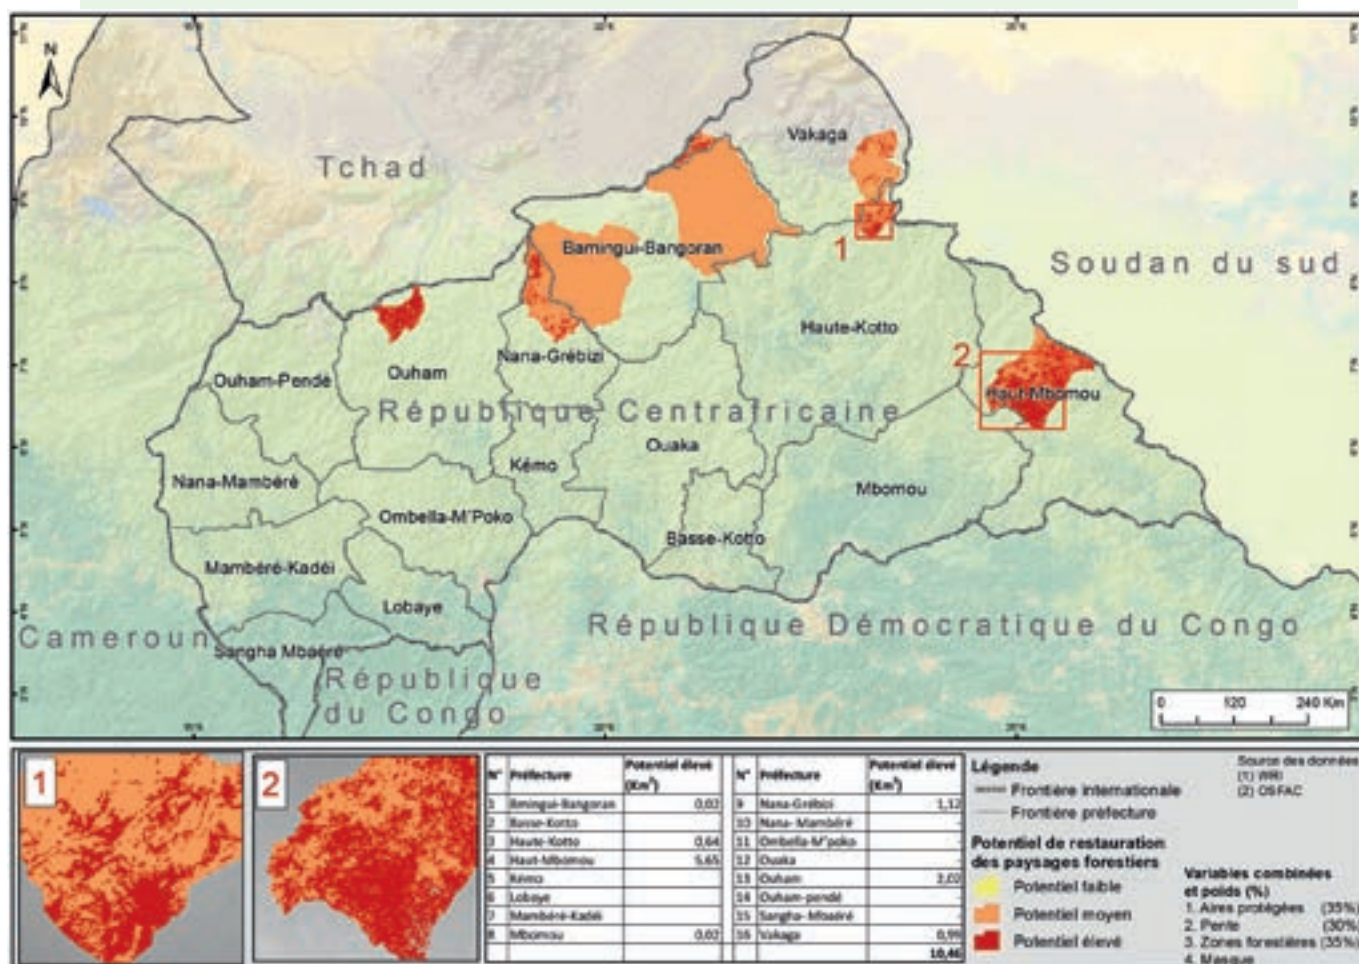 N
Tchad
Vakaga
Bamingui-Bangoran
1
Soudan du sud
Haute-Kotto
2
Nana-Grébizi
Ouham
Ouham-Pendé
Haut-Mbomou
République Centrafricaine
Ouaka
Kémo
Nana-Mambéré
Mbomou
Ombella-M'Poko
Basse-Kotto
Mambéré-Kadéi
Lobaye
République Démocratique du Congo
Cameroun
Sangha Mbaéré
République
du Congo
0 120 240 Km
1
2
N° Préfecture Potentiel élevé (Km²)
1 Bmingui-Bangoran 0,02
2 Basse-Kotto
3 Haute-Kotto 0,64
4 Haut-Mbomou 5,65
5 Kémo
6 Lobaye
7 Mambéré-Kadéi
8 Mbomou 0,02
N° Préfecture Potentiel élevé (Km²)
9 Nana-Grébizi 1,12
10 Nana- Mambéré -
11 Ombella-M'poko -
12 Ouaka -
13 Ouham 2,02
14 Ouham-pendé -
15 Sangha- Mbaéré -
16 Vakaga 0,99
10,46
Légende
Frontière internationale
Frontière préfecture
Potentiel de restauration
des paysages forestiers
Potentiel faible
Potentiel moyen
Potentiel élevé
Source des données
(1) WRI
(2) OSFAC
Variables combinées
et poids (%)
1. Aires protégées (35%)
2. Pente (30%)
3. Zones forestières (35%)
4. Masque